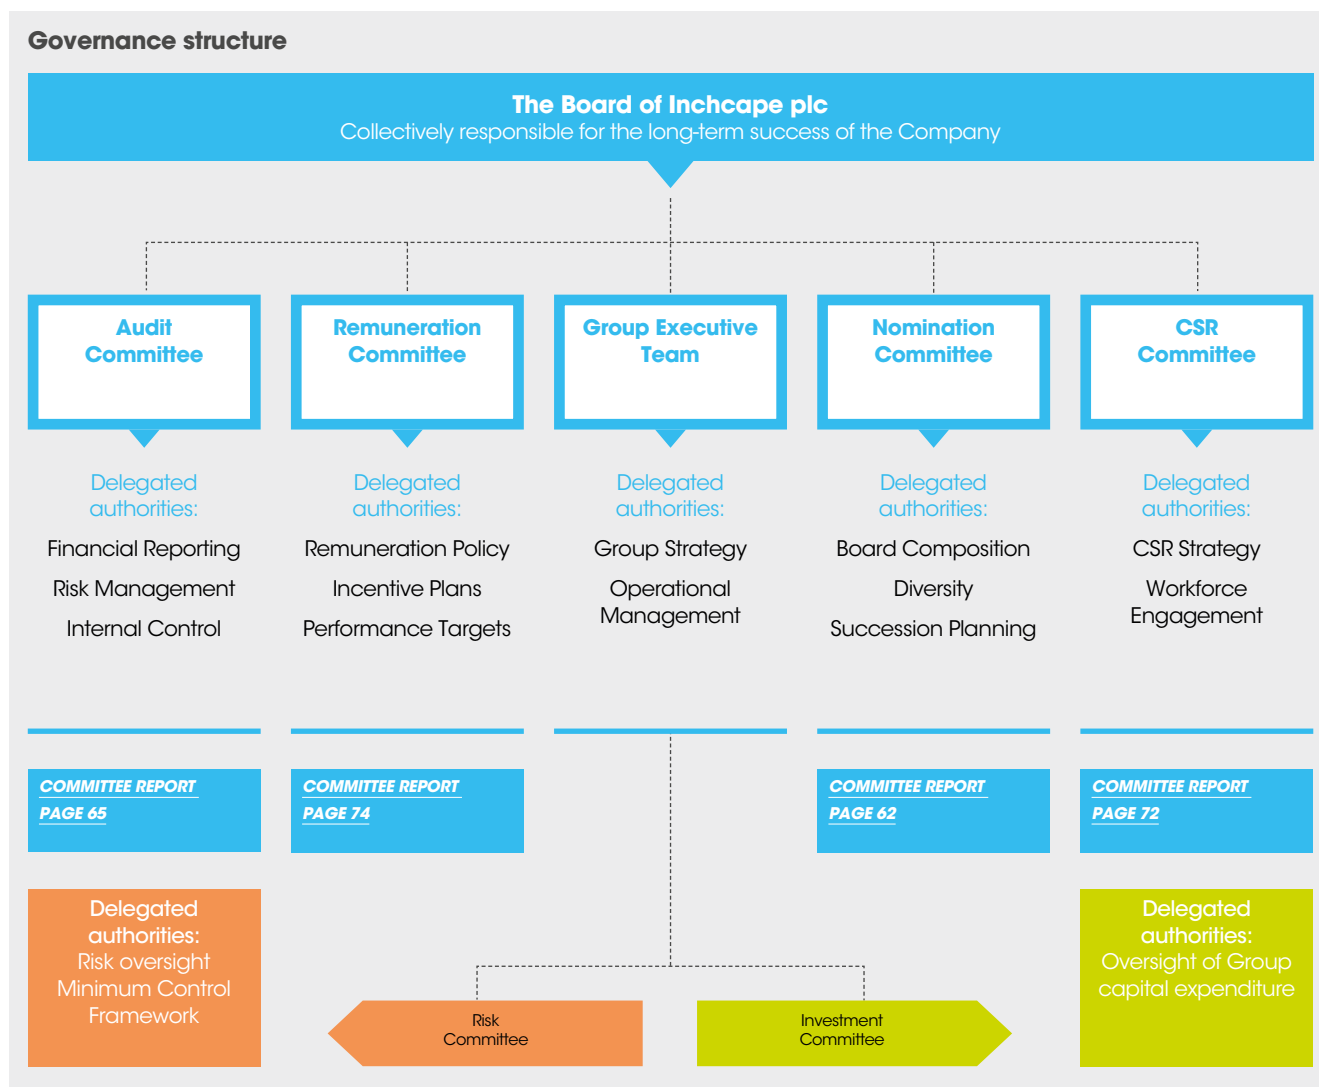 Governance structure
The Board of Inchcape plc
Collectively responsible for the long-term success of the Company
Audit
Committee
Remuneration
Committee
Group Executive
Team
Nomination
Committee
CSR
Committee
Delegated
authorities:
Financial Reporting
Risk Management
Internal Control
Delegated
authorities:
Remuneration Policy
Incentive Plans
Performance Targets
Delegated
authorities:
Group Strategy
Operational
Management
Delegated
authorities:
Board Composition
Diversity
Succession Planning
Delegated
authorities:
CSR Strategy
Workforce
Engagement
COMMITTEE REPORT
PAGE 65
COMMITTEE REPORT
PAGE 74
COMMITTEE REPORT
PAGE 62
COMMITTEE REPORT
PAGE 72
Delegated
authorities:
Risk oversight
Minimum Control
Framework
Risk
Committee
Investment
Committee
Delegated
authorities:
Oversight of Group
capital expenditure